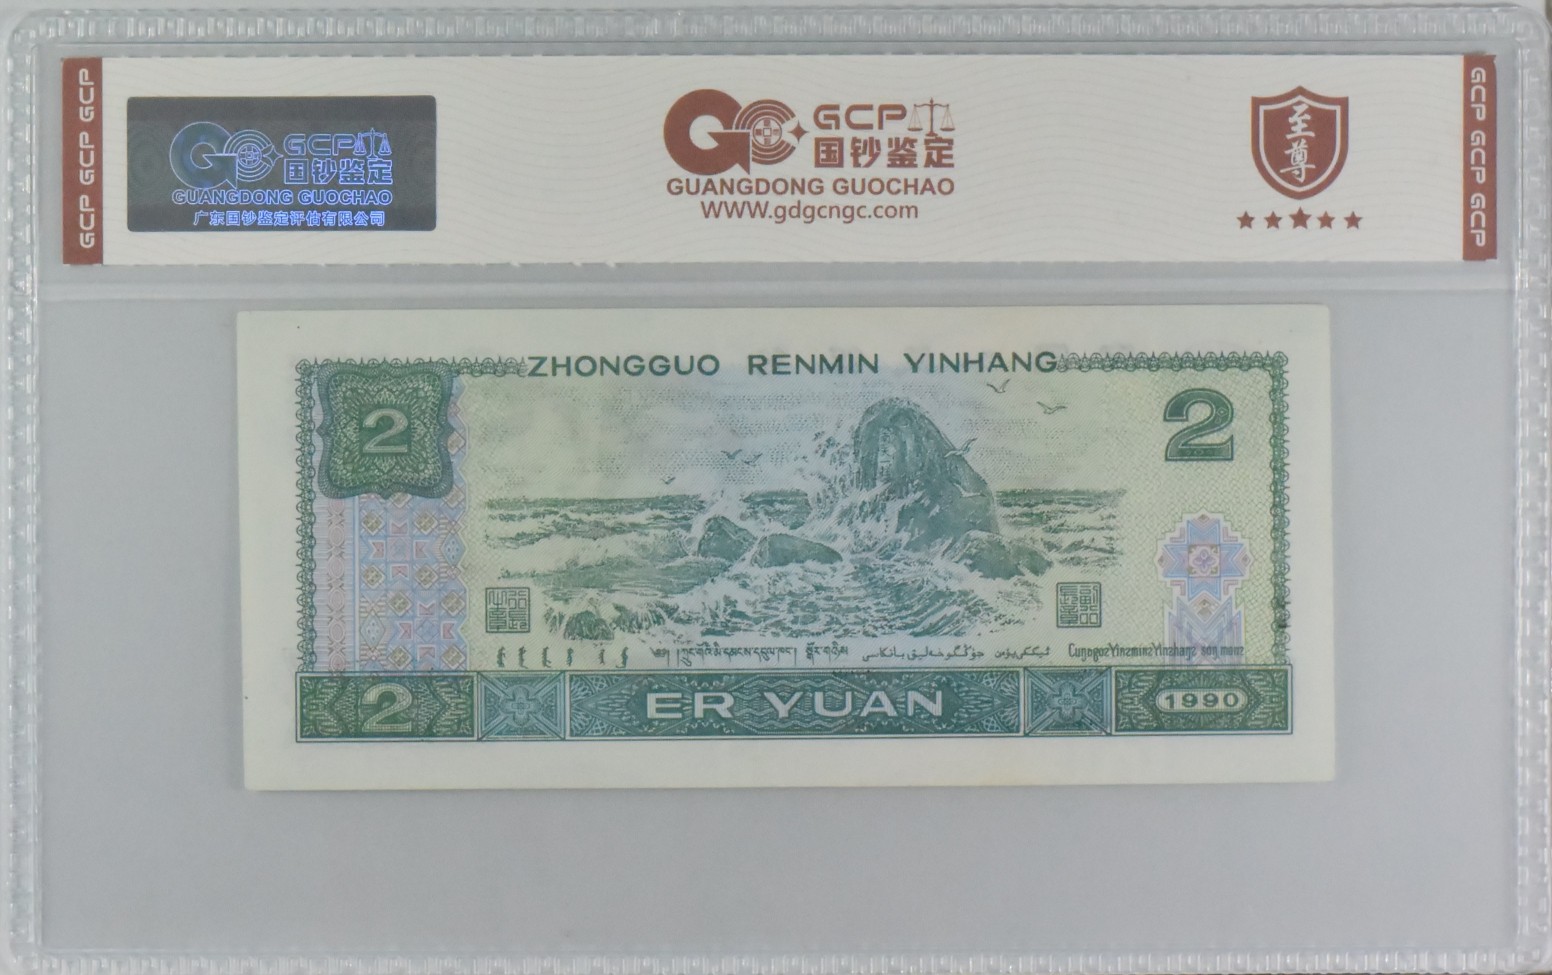 GCP GCP GCP
GCP 国钞鉴定
GUANGDONG GUOCHAO
广东国钞鉴定评估有限公司
GCP
国钞鉴定
GUANGDONG GUOCHAO
WWW.gdgcngc.com
至尊
GCP GCP GCP
ZHONGGUO RENMIN YINHANG
2
2
2
ER YUAN
1990